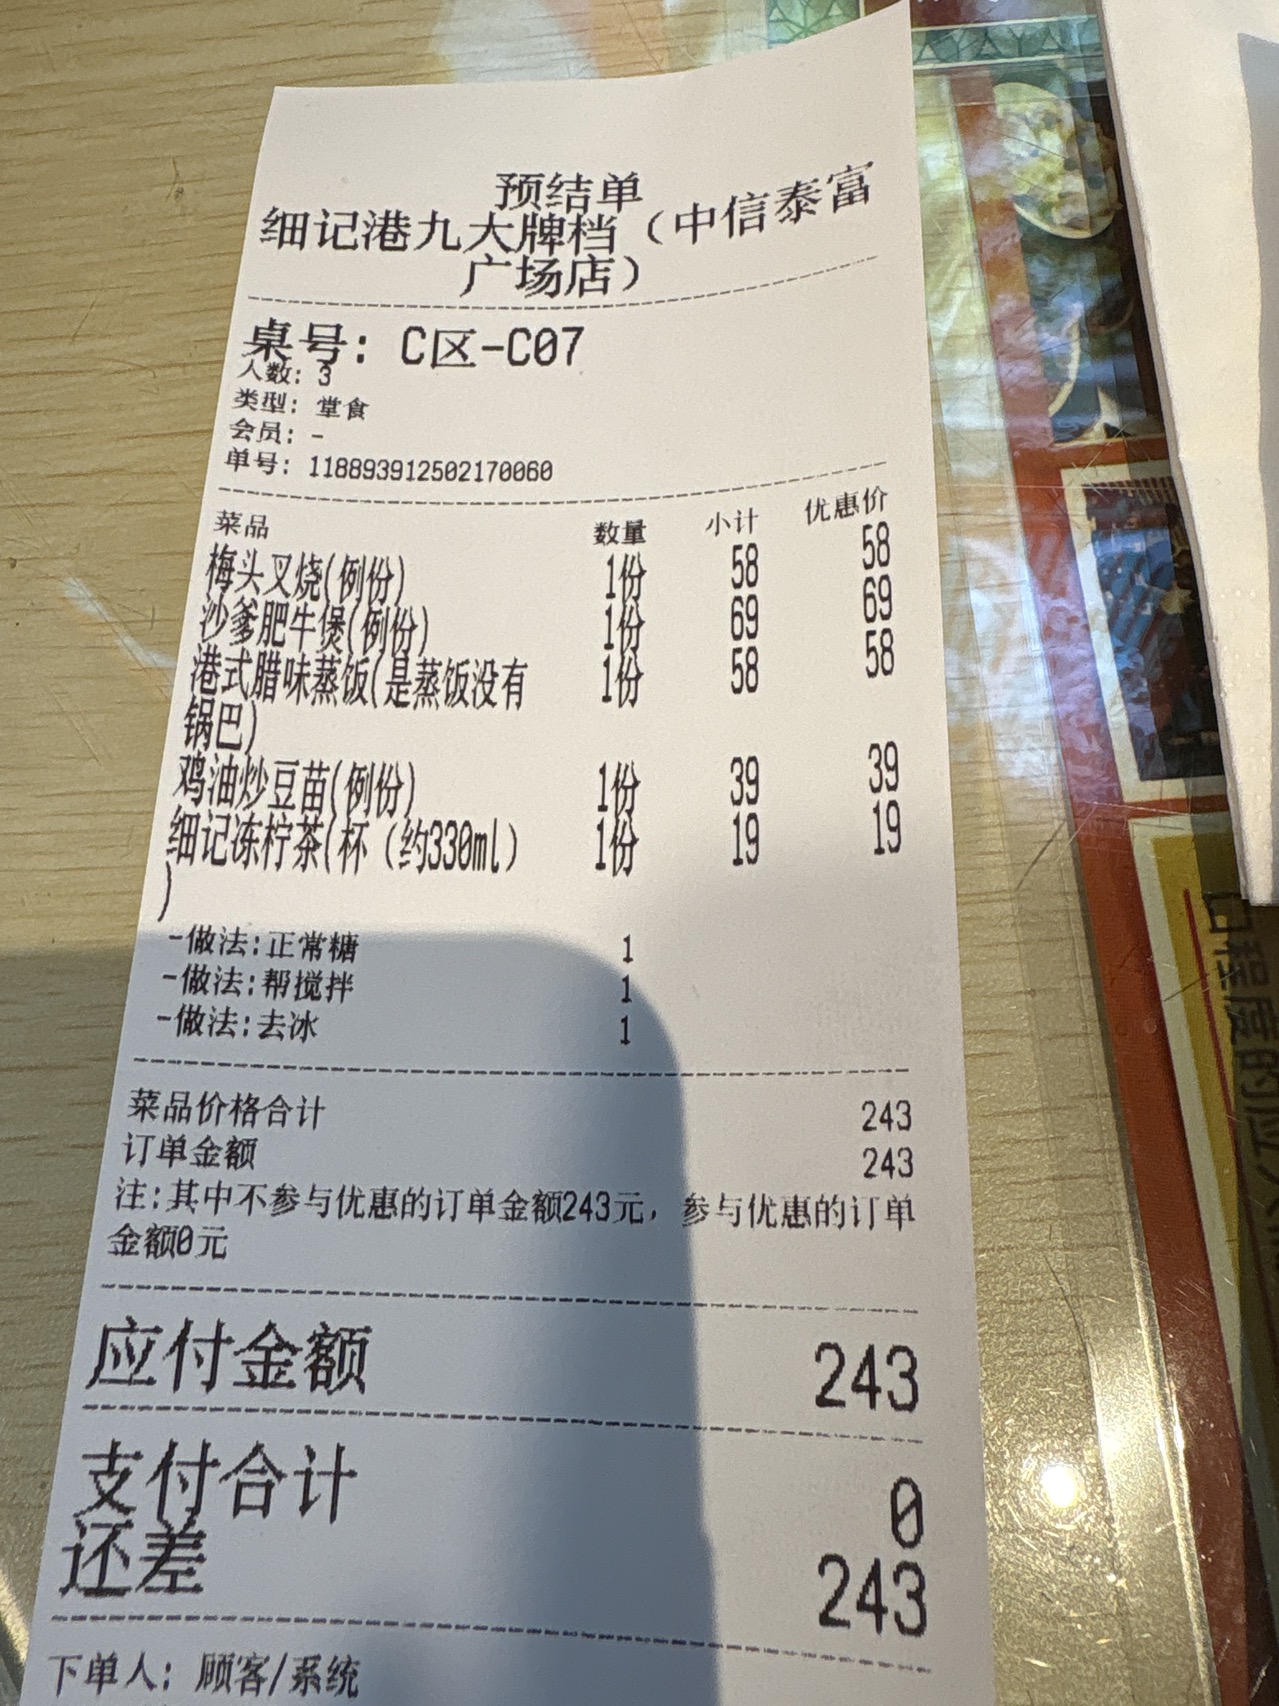 预结单
细记港九大牌档（中信泰富
广场店）
桌号: C区-C07
人数: 3
类型: 堂食
会员: -
单号: 118893912502170060
菜品 数量 小计 优惠价
梅头叉烧(例份) 1份 58 58
沙爹肥牛煲(例份) 1份 69 69
港式腊味蒸饭(是蒸饭没有 1份 58 58
锅巴)
鸡油炒豆苗(例份) 1份 39 39
细记冻柠茶(杯（约330ml） 1份 19 19
)
-做法:正常糖 1
-做法:帮搅拌 1
-做法:去冰 1
菜品价格合计 243
订单金额 243
注:其中不参与优惠的订单金额243元，参与优惠的订单
金额0元
应付金额 243
支付合计 0
还差 243
下单人: 顾客/系统